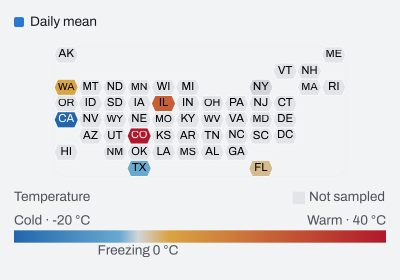 Daily mean
AK ME
VT NH
WA MT ND MN WI MI NY MA RI
OR ID SD IA IL IN OH PA NJ CT
CA NV WY NE MO KY WV VA MD DE
AZ UT CO KS AR TN NC SC DC
HI NM OK LA MS AL GA
TX FL
Temperature
Not sampled
Cold · -20 °C
Warm · 40 °C
Freezing 0 °C